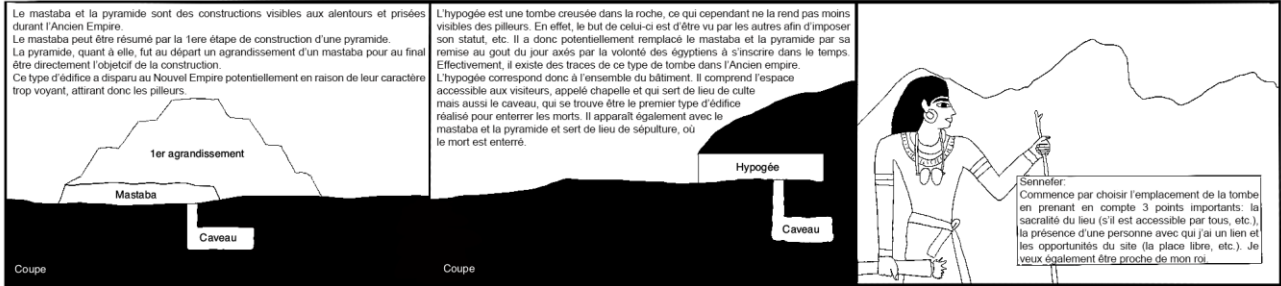 Le mastaba et la pyramide sont des constructions visibles aux alentours et prisées
durant l'Ancien Empire.
Le mastaba peut être résumé par la 1ere étape de construction d'une pyramide.
La pyramide, quant à elle, fut au départ un agrandissement d'un mastaba pour au final
être directement l'objetcif de la construction.
Ce type d'édifice a disparu au Nouvel Empire potentiellement en raison de leur caractère
trop voyant, attirant donc les pilleurs.
1er agrandissement
Mastaba
Caveau
Coupe
L'hypogée est une tombe creusée dans la roche, ce qui cependant ne la rend pas moins
visibles des pilleurs. En effet, le but de celui-ci est d'être vu par les autres afin d'imposer
son statut, etc. Il a donc potentiellement remplacé le mastaba et la pyramide par sa
remise au gout du jour axés par la volonté des égyptiens à s'inscrire dans le temps.
Effectivement, il existe des traces de ce type de tombe dans l'Ancien empire.
L'hypogée correspond donc à l'ensemble du bâtiment. Il comprend l'espace
accessible aux visiteurs, appelé chapelle et qui sert de lieu de culte
mais aussi le caveau, qui se trouve être le premier type d'édifice
réalisé pour enterrer les morts. Il apparaît également avec le
mastaba et la pyramide et sert de lieu de sépulture, où
le mort est enterré.
Hypogée
Caveau
Coupe
Sennefer:
Commence par choisir l'emplacement de la tombe
en prenant en compte 3 points importants: la
sacralité du lieu (s'il est accessible par tous, etc.),
la présence d'une personne avec qui j'ai un lien et
les opportunités du site (la place libre, etc.). Je
veux également être proche de mon roi.